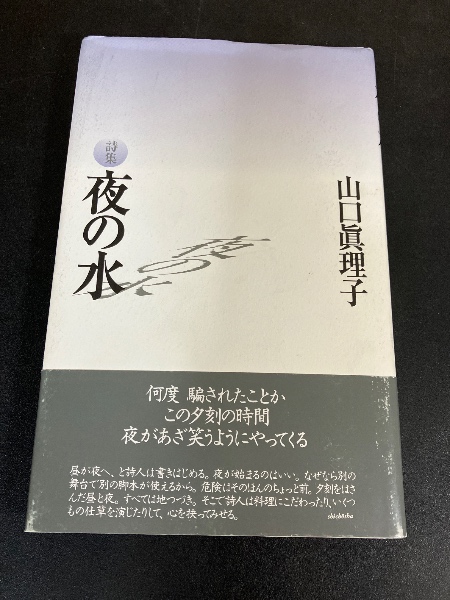 詩集
夜の水
山口眞理子
夜の水
何度 騙されたことか
この夕刻の時間
夜があざ笑うようにやってくる
昼が夜へ、と詩人は書きはじめる。夜が始まるのはいい。なぜなら別の
舞台で別の脚本が使えるから。危険はそのほんのちょっと前。夕刻をはさ
んだ昼と夜。すべては地つづき。そこで詩人は料理にこだわったり、いくつ
もの仕草を演じたりして、心を抉ってみせる。
shichōsha